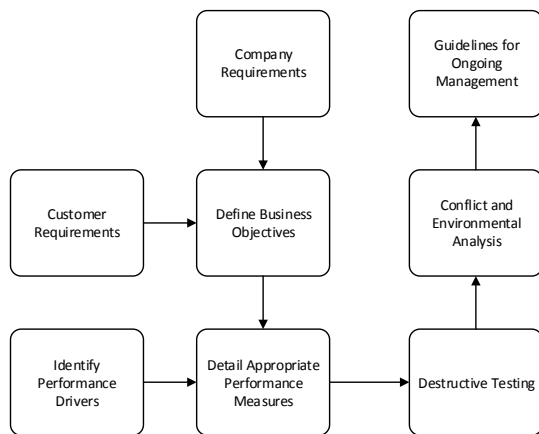 Company
Requirements
Guidelines for
Ongoing
Management
Customer
Requirements
Define Business
Objectives
Conflict and
Environmental
Analysis
Identify
Performance
Drivers
Detail Appropriate
Performance
Measures
Destructive Testing